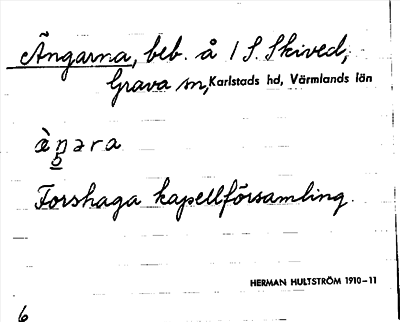 Ängarna, beb. å 1 S. Skived,
Grava sn, Karlstads hd, Värmlands län
Forshaga kapellförsamling.
HERMAN HULTSTRÖM 1910-11
6